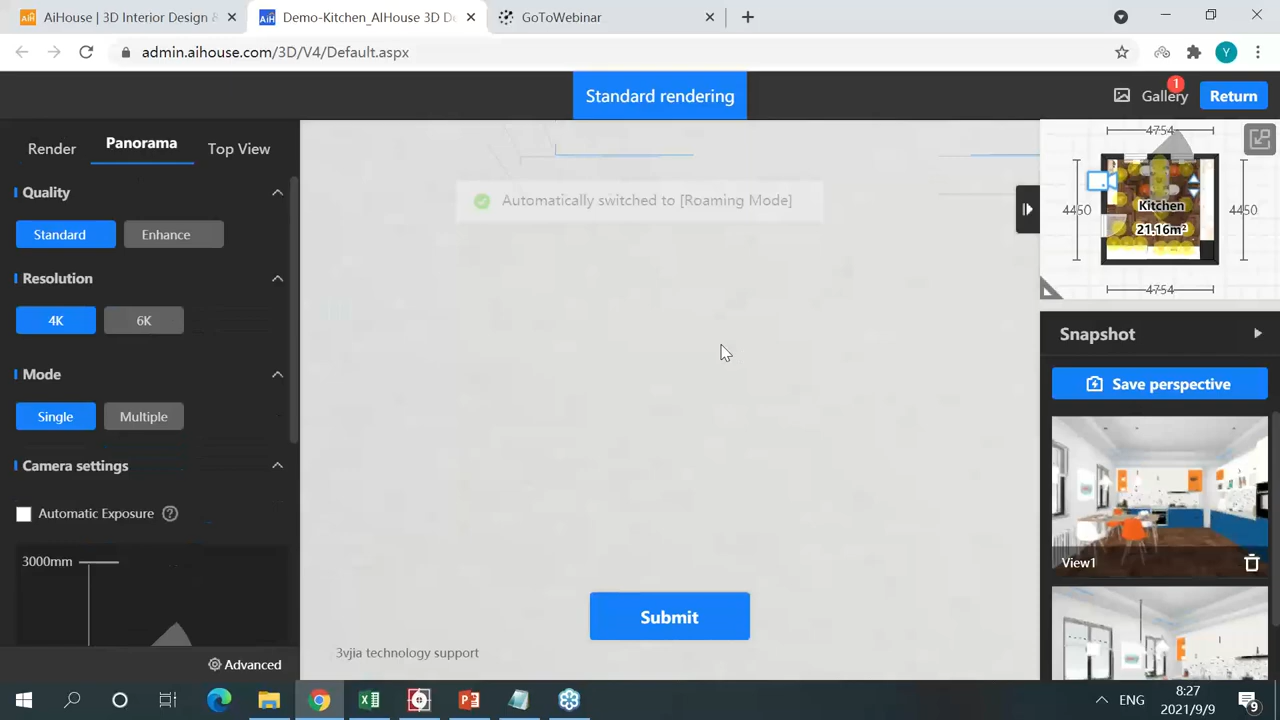 AiHouse | 3D Interior Design &
Demo-Kitchen_AIHouse 3D De
GoToWebinar
admin.aihouse.com/3D/V4/Default.aspx
Y
Standard rendering
1
Gallery
Return
Render
Panorama
Top View
Quality
Standard
Enhance
Resolution
4K
6K
Mode
Single
Multiple
Camera settings
Automatic Exposure
3000mm
Advanced
Automatically switched to [Roaming Mode]
Submit
3vjia technology support
4754
4450
Kitchen
21.16m²
4450
4754
Snapshot
Save perspective
View1
ENG
8:27
2021/9/9
9